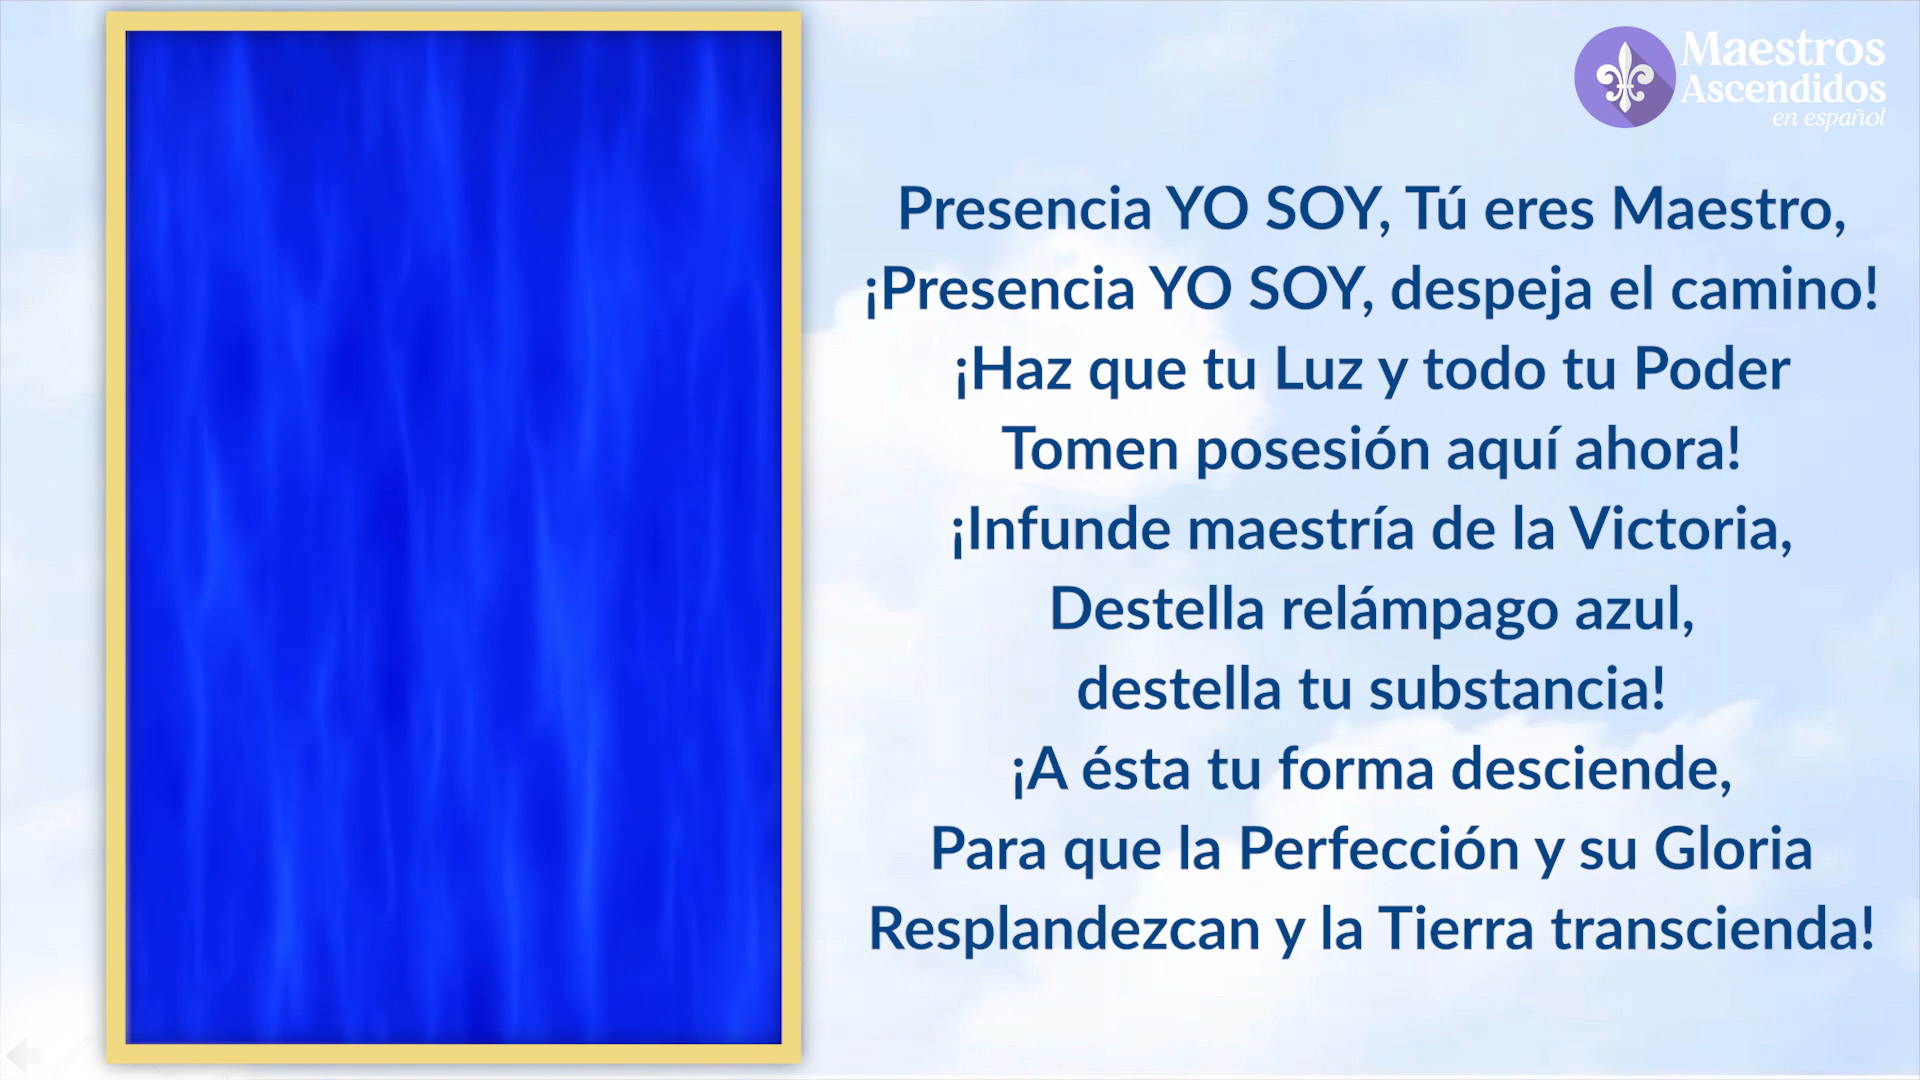 Maestros
Ascendidos
en español
Presencia YO SOY, Tú eres Maestro,
¡Presencia YO SOY, despeja el camino!
¡Haz que tu Luz y todo tu Poder
Tomen posesión aquí ahora!
¡Infunde maestría de la Victoria,
Destella relámpago azul,
destella tu substancia!
¡A ésta tu forma desciende,
Para que la Perfección y su Gloria
Resplandezcan y la Tierra transcienda!